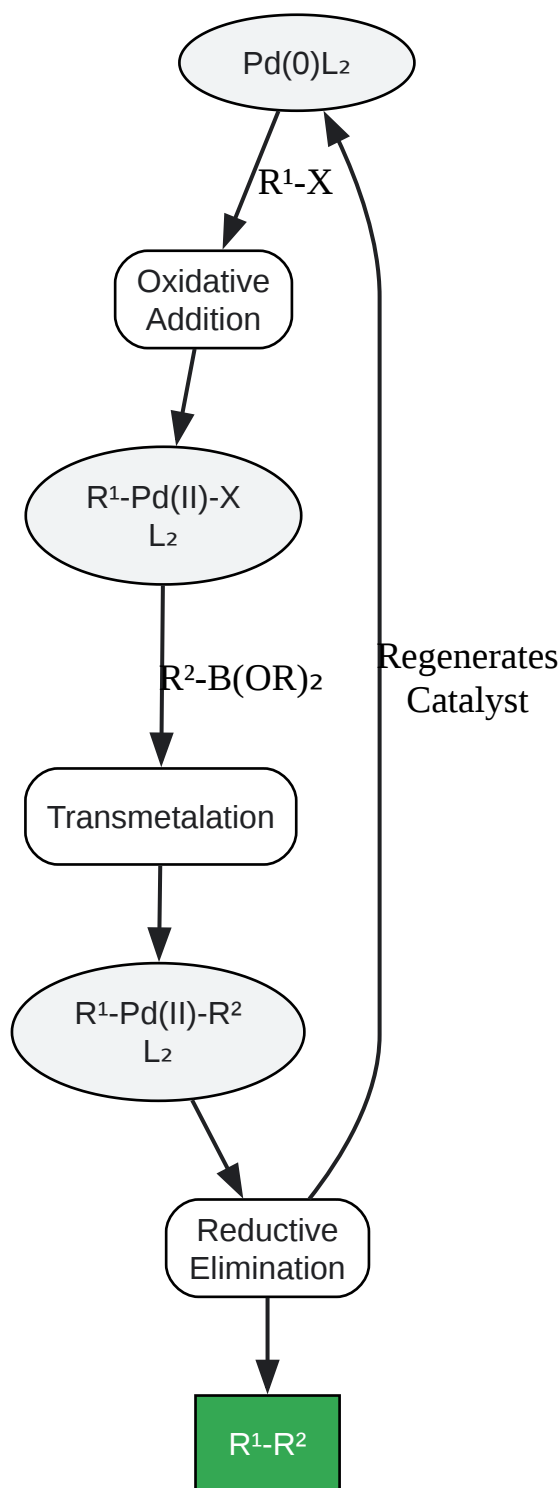 Pd(0)L₂
R¹-X
Oxidative
Addition
R¹-Pd(II)-X
L₂
R²-B(OR)₂
Regenerates
Catalyst
Transmetalation
R¹-Pd(II)-R²
L₂
Reductive
Elimination
R¹-R²